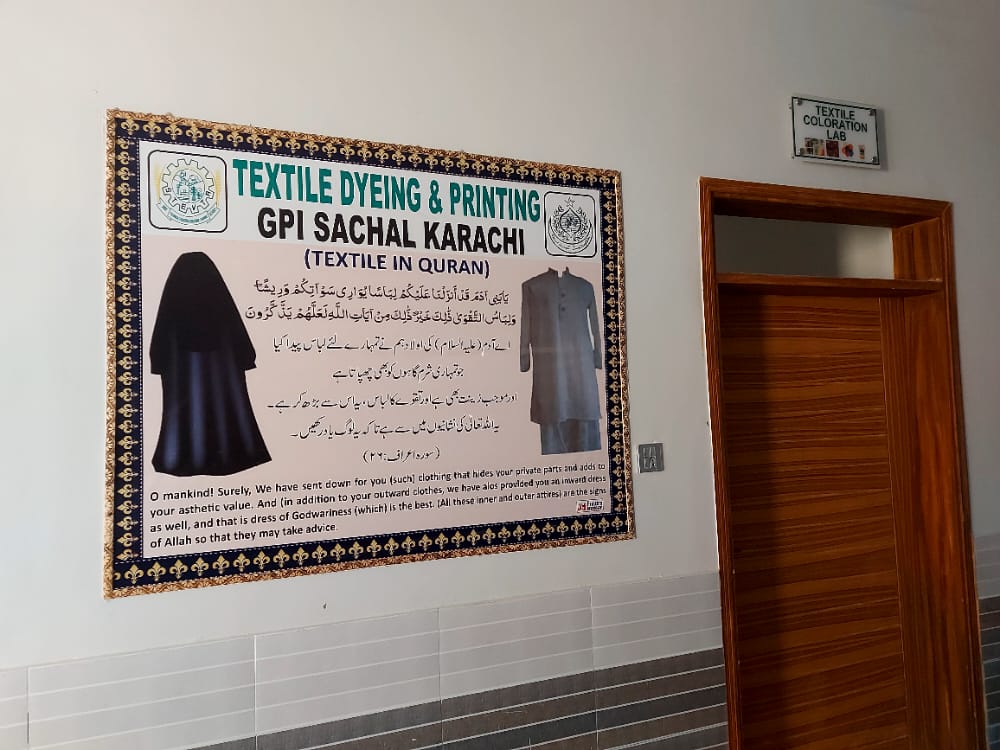 TEXTILE DYEING & PRINTING
GPI SACHAL KARACHI
(TEXTILE IN QURAN)
يَابَنِي آدَمَ قَدْ أَنْزَلْنَا عَلَيْكُمْ لِبَاسًا يُوَارِي سَوْآتِكُمْ وَرِيشًا
وَلِبَاسُ التَّقْوَىٰ ذَٰلِكَ خَيْرٌ ذَٰلِكَ مِنْ آيَاتِ اللَّهِ لَعَلَّهُمْ يَذَّكَّرُونَ
اے آدم (علیہ السلام) کی اولاد ہم نے تمہارے لئے لباس پیدا کیا
جو تمہاری شرم گاہوں کو بھی چھپاتا ہے
اور موجب زینت بھی ہے اور تقوے کا لباس، یہ اس سے بڑھ کر ہے۔
یہ اللہ تعالیٰ کی نشانیوں میں سے ہے تاکہ یہ لوگ یاد رکھیں۔
(سورہ اعراف:۲۶)
O mankind! Surely, We have sent down for you (such) clothing that hides your private parts and adds to
your asthetic value. And (in addition to your outward clothes, we have alos provided you an inward dress
as well, and that is dress of Godwariness (which) is the best. (All these inner and outer attires) are the signs
of Allah so that they may take advice.
TEXTILE
COLORATION
LAB